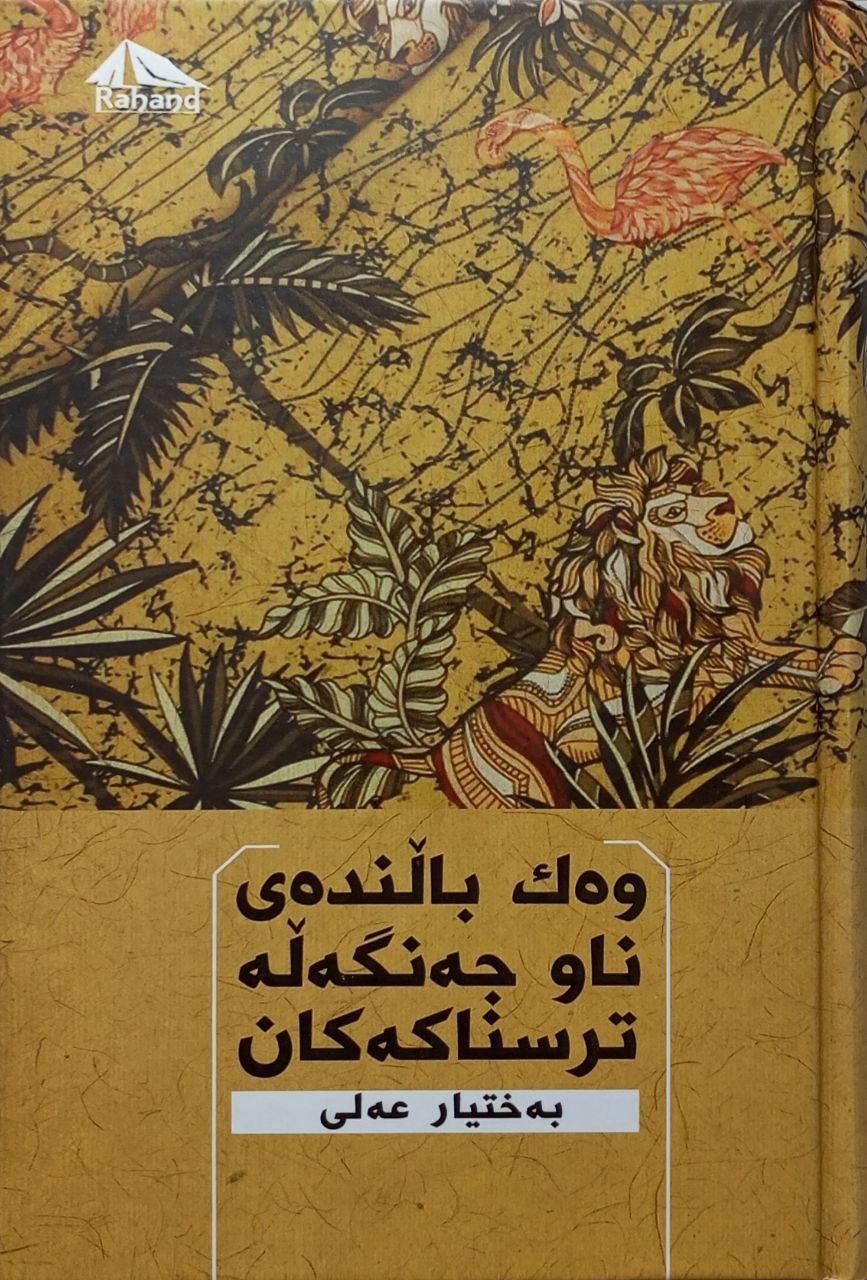 Rahand
وەك باڵندەی
ناو جەنگەڵە
ترسناکەکان
بەختیار عەلی